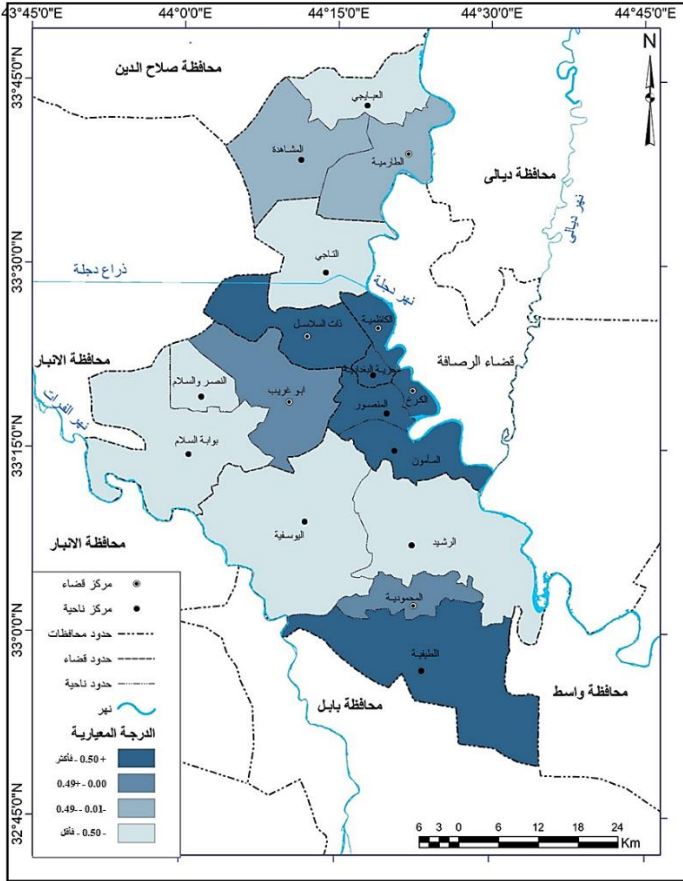 43°45'0"E 44°0'0"E 44°15'0"E 44°30'0"E 44°45'0"E
N
33°45'0"N
محافظة صلاح الدين
العبايجي
المشاهدة
الطارمية
محافظة ديالى
نهر ديالى
33°30'0"N
التاجي
ذراع دجلة
نهر دجلة
ذات السلاسل
الكاظمية
قضاء الرصافة
محافظة الانبار
النصر والسلام
ابو غريب
الكرخ
المنصور
نهر الفرات
33°15'0"N
بوابة السلام
المأمون
اليوسفية
الرشيد
محافظة الانبار
المحمودية
33°0'0"N
اللطيفية
محافظة واسط
محافظة بابل
32°45'0"N
مركز قضاء
مركز ناحية
حدود محافظات
حدود قضاء
حدود ناحية
نهر
الدرجة المعيارية
+ 0.50 - فأكثر
0.49+ - 0.00
0.49- - 0.01-
- 0.50 - فأقل
6 3 0 6 12 18 24
Km